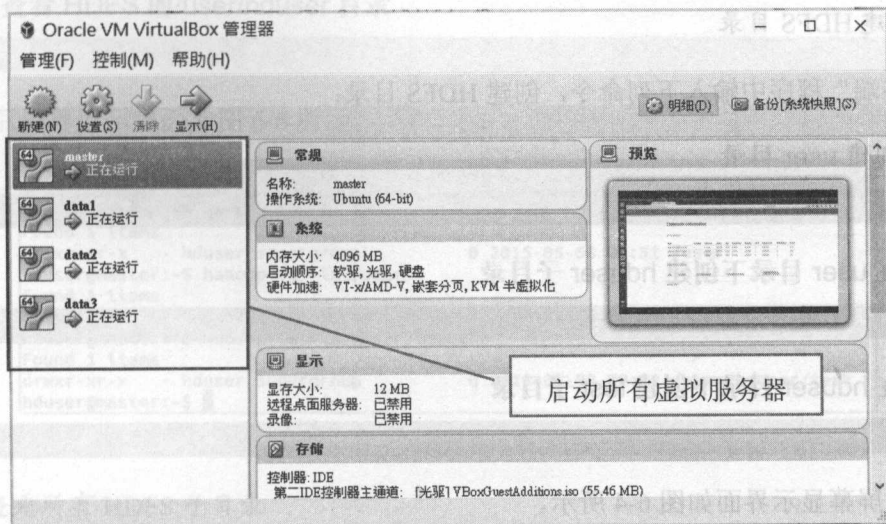 Oracle VM VirtualBox 管理器
管理(F) 控制(M) 帮助(H)
新建(N) 设置(S) 清除 显示(H)
明细(D) 备份[系统快照](S)
master
正在运行
data1
正在运行
data2
正在运行
data3
正在运行
常规
名称: master
操作系统: Ubuntu (64-bit)
系统
内存大小: 4096 MB
启动顺序: 软驱, 光驱, 硬盘
硬件加速: VT-x/AMD-V, 嵌套分页, KVM 半虚拟化
预览
显示
显存大小: 12 MB
远程桌面服务器: 已禁用
录像: 已禁用
启动所有虚拟服务器
存储
控制器: IDE
第二IDE控制器主通道: [光驱] VBoxGuestAdditions.iso (55.46 MB)